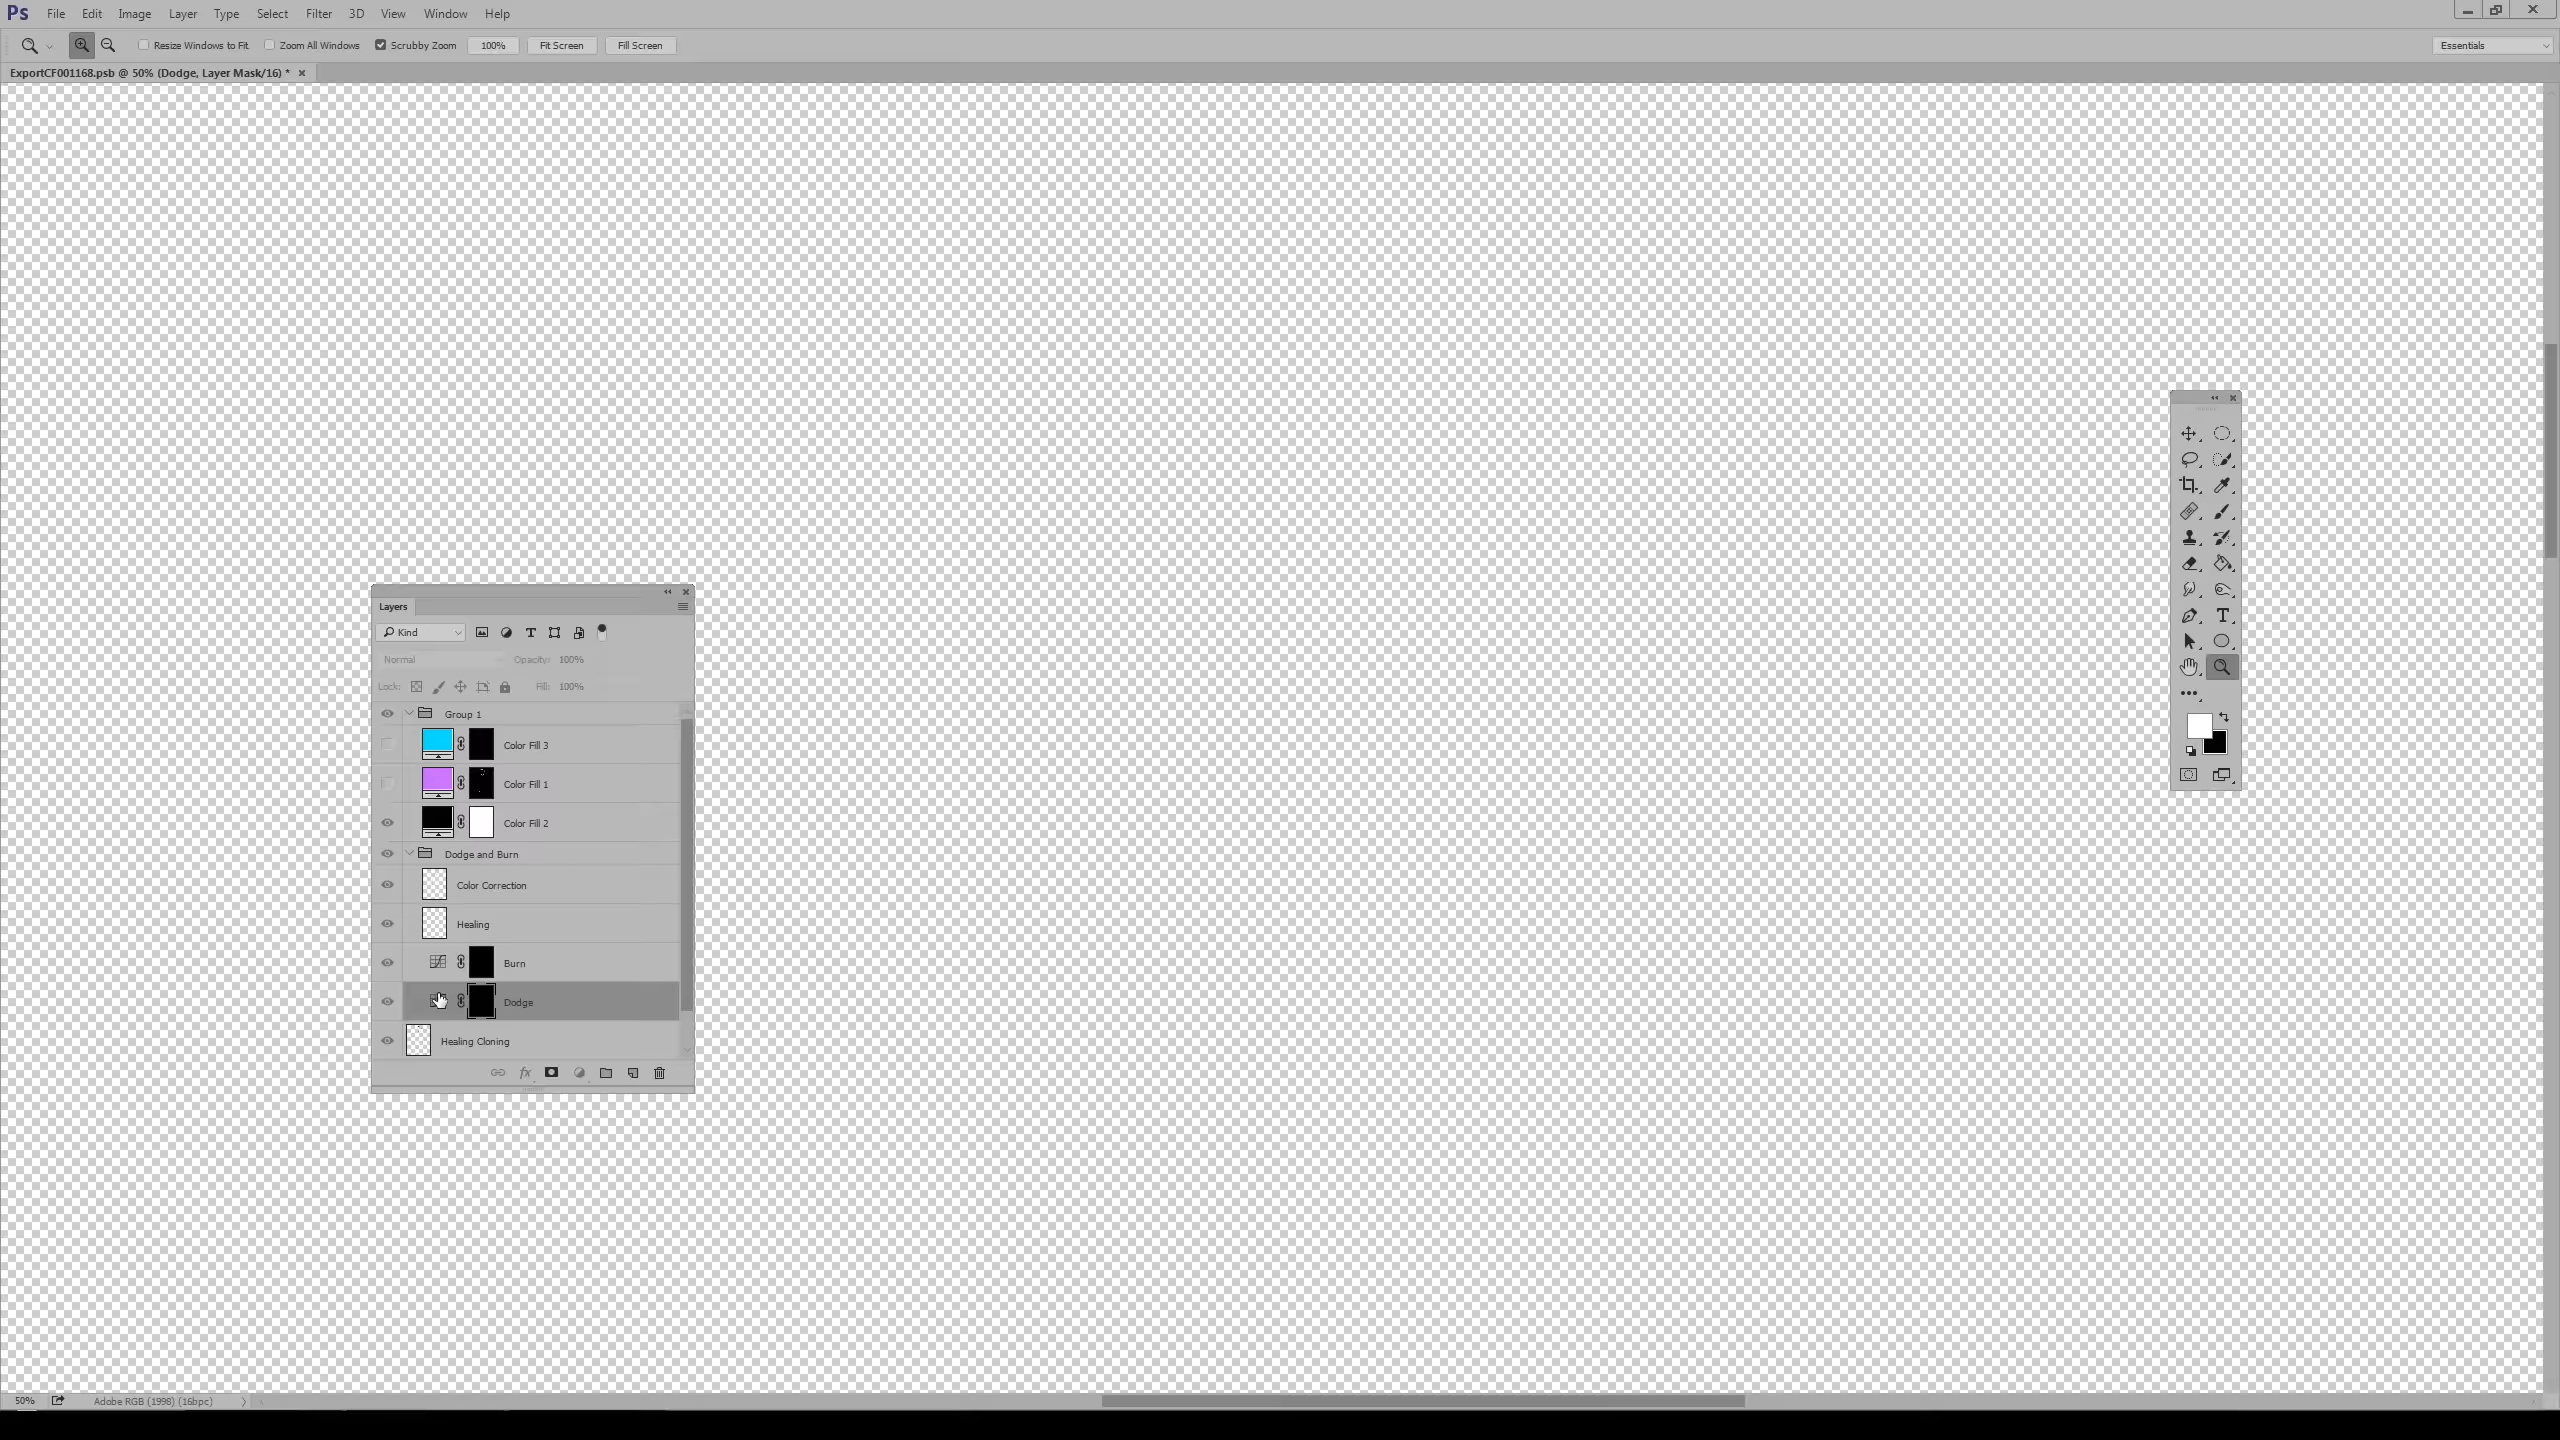 Ps File Edit Image Layer Type Select Filter 3D View Window Help
Resize Windows to Fit Zoom All Windows Scrubby Zoom 100% Fit Screen Fill Screen Essentials
ExportCF001168.psb @ 50% (Dodge, Layer Mask/16) *
Layers
Kind
Normal Opacity: 100%
Lock: Fill: 100%
Group 1
Color Fill 3
Color Fill 1
Color Fill 2
Dodge and Burn
Color Correction
Healing
Burn
Dodge
Healing Cloning
fx
50% Adobe RGB (1998) (16bpc)